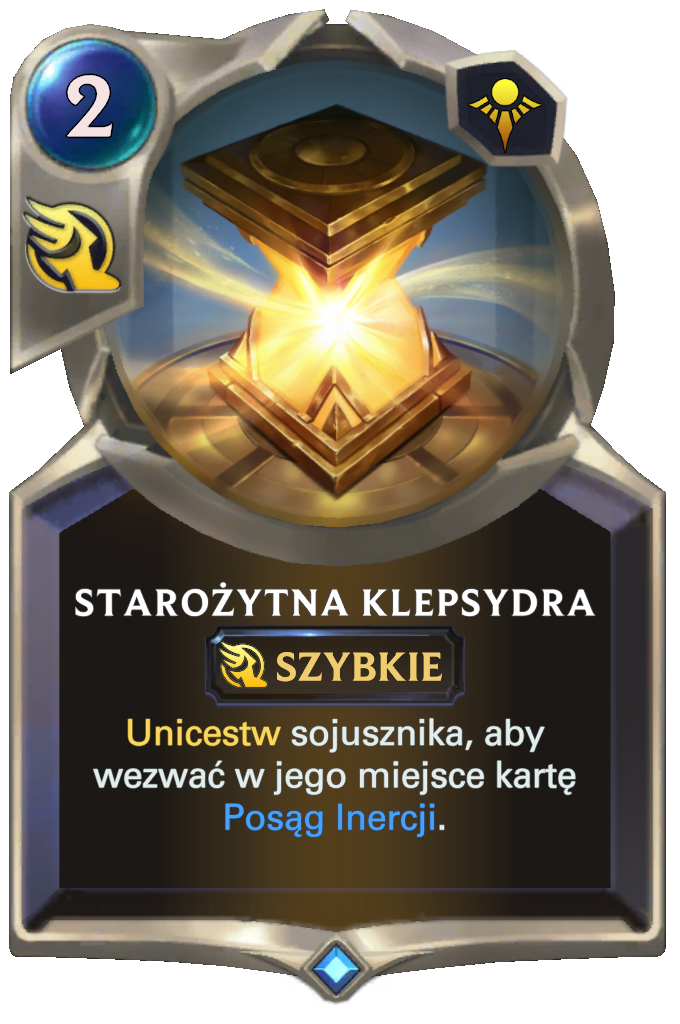 2
STAROŻYTNA KLEPSYDRA
SZYBKIE
Unicestw sojusznika, aby
wezwać w jego miejsce kartę
Posąg Inercji.